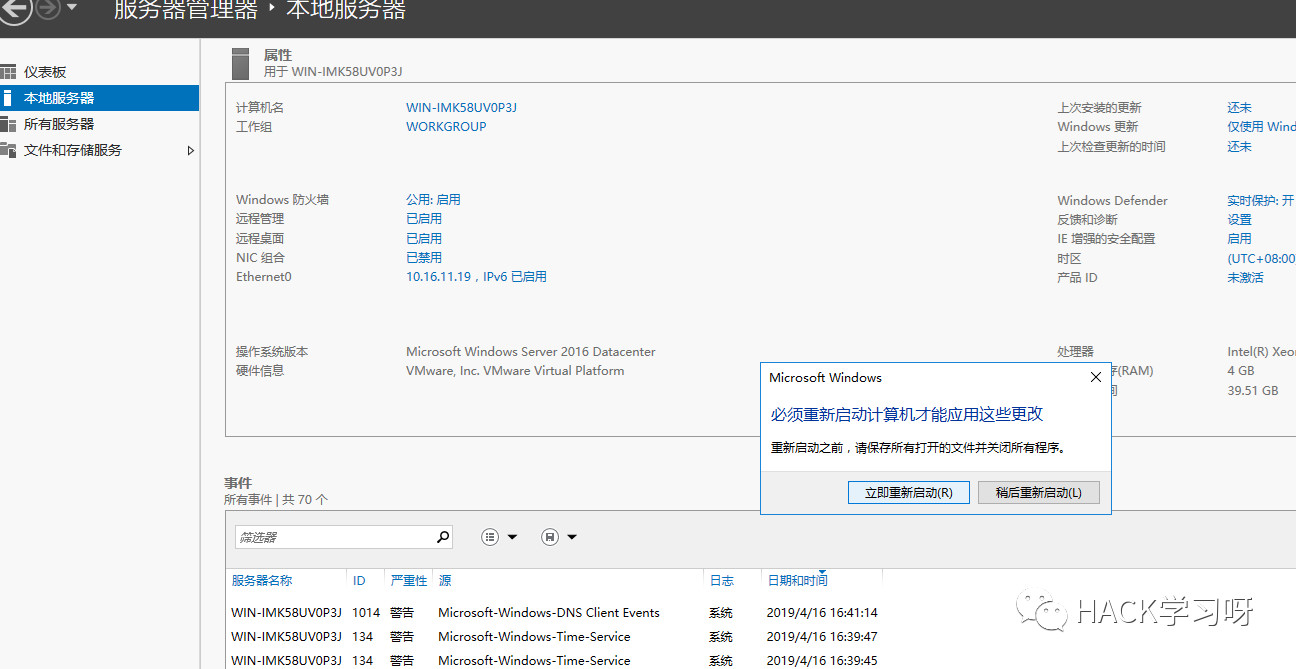 服务器管理器 · 本地服务器
仪表板
本地服务器
所有服务器
文件和存储服务
属性
用于 WIN-IMK58UV0P3J
计算机名 WIN-IMK58UV0P3J
工作组 WORKGROUP
上次安装的更新 还未
Windows 更新 仅使用 Wind
上次检查更新的时间 还未
Windows 防火墙 公用: 启用
远程管理 已启用
远程桌面 已启用
NIC 组合 已禁用
Ethernet0 10.16.11.19，IPv6 已启用
Windows Defender 实时保护: 开
反馈和诊断 设置
IE 增强的安全配置 启用
时区 (UTC+08:00
产品 ID 未激活
操作系统版本 Microsoft Windows Server 2016 Datacenter
硬件信息 VMware, Inc. VMware Virtual Platform
处理器 Intel(R) Xeo
存(RAM) 4 GB
间 39.51 GB
Microsoft Windows
必须重新启动计算机才能应用这些更改
重新启动之前，请保存所有打开的文件并关闭所有程序。
立即重新启动(R) 稍后重新启动(L)
事件
所有事件 | 共 70 个
筛选器
服务器名称 ID 严重性 源 日志 日期和时间
WIN-IMK58UV0P3J 1014 警告 Microsoft-Windows-DNS Client Events 系统 2019/4/16 16:41:14
WIN-IMK58UV0P3J 134 警告 Microsoft-Windows-Time-Service 系统 2019/4/16 16:39:47
WIN-IMK58UV0P3J 134 警告 Microsoft-Windows-Time-Service 系统 2019/4/16 16:39:45
HACK学习呀